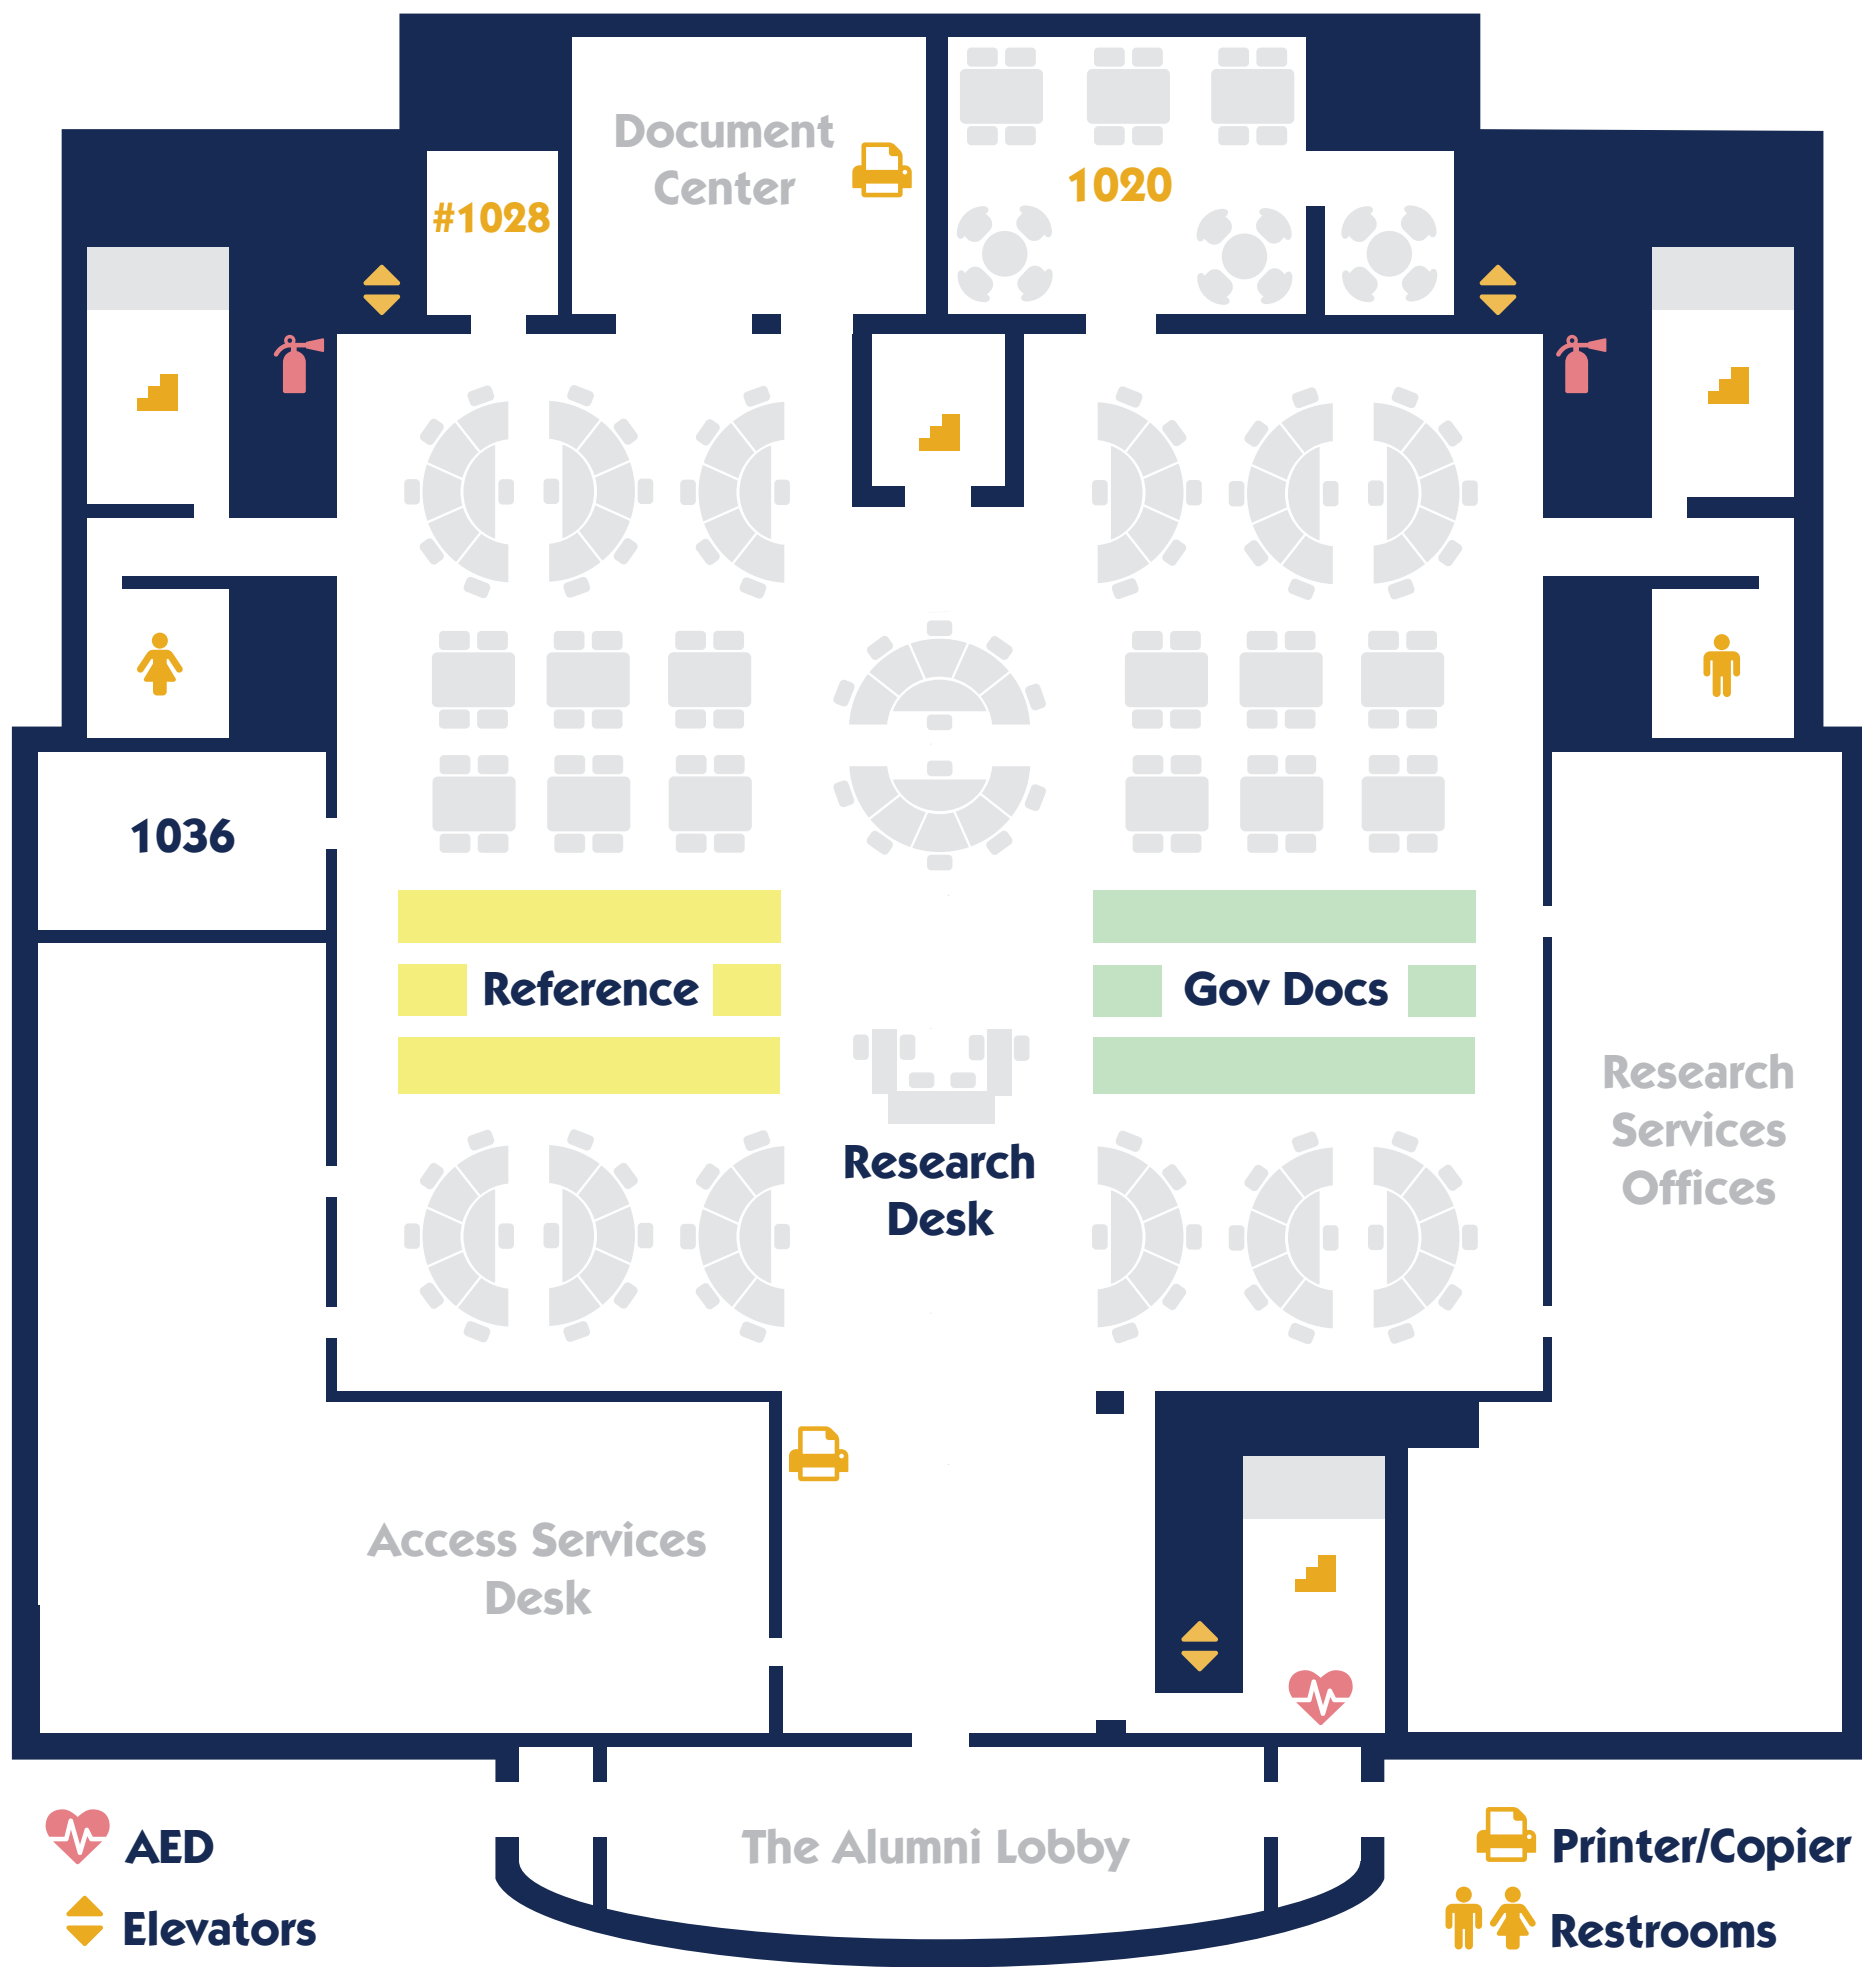 Document
Center
1020
#1028
1036
Reference
Gov Docs
Research
Services
Offices
Research
Desk
Access Services
Desk
The Alumni Lobby
AED
Elevators
Printer/Copier
Restrooms